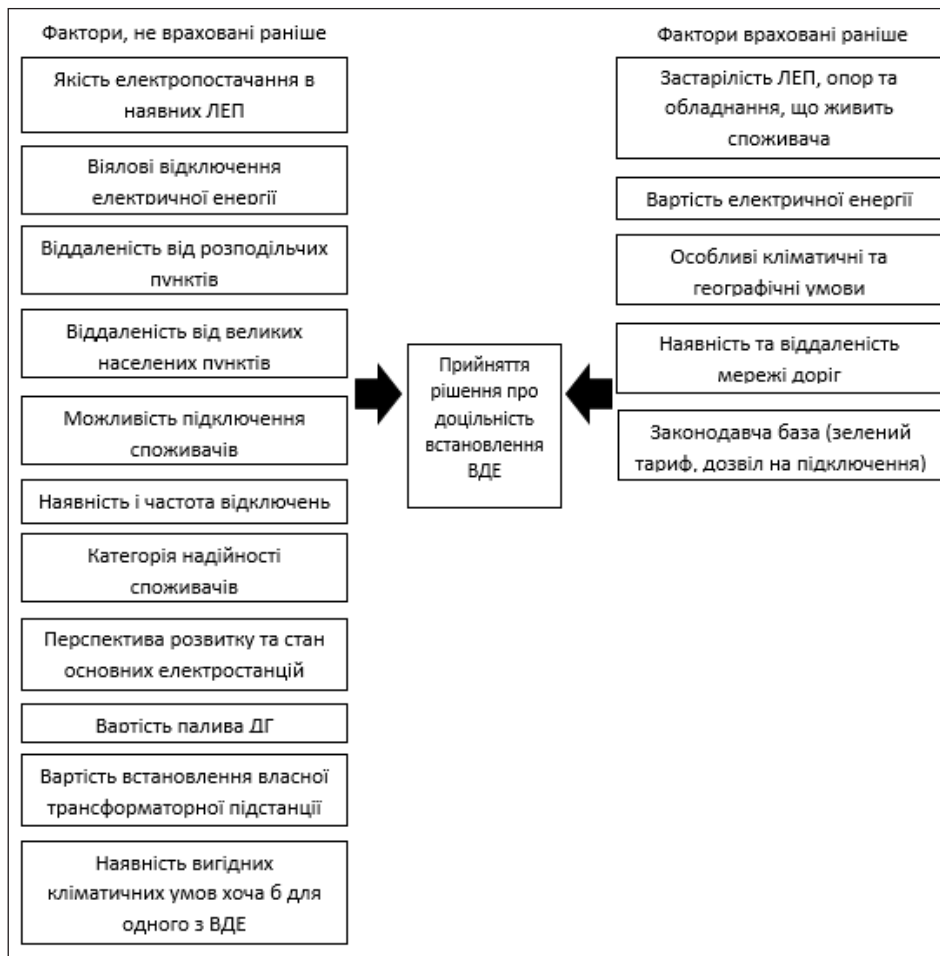 Фактори, не враховані раніше
Якість електропостачання в
наявних ЛЕП
Віялові відключення
електричної енергії
Віддаленість від розподільчих
пунктів
Віддаленість від великих
населених пунктів
Можливість підключення
споживачів
Наявність і частота відключень
Категорія надійності
споживачів
Перспектива розвитку та стан
основних електростанцій
Вартість палива ДГ
Вартість встановлення власної
трансформаторної підстанції
Наявність вигідних
кліматичних умов хоча б для
одного з ВДЕ
Прийняття
рішення про
доцільність
встановлення
ВДЕ
Фактори враховані раніше
Застарілість ЛЕП, опор та
обладнання, що живить
споживача
Вартість електричної енергії
Особливі кліматичні та
географічні умови
Наявність та віддаленість
мережі доріг
Законодавча база (зелений
тариф, дозвіл на підключення)